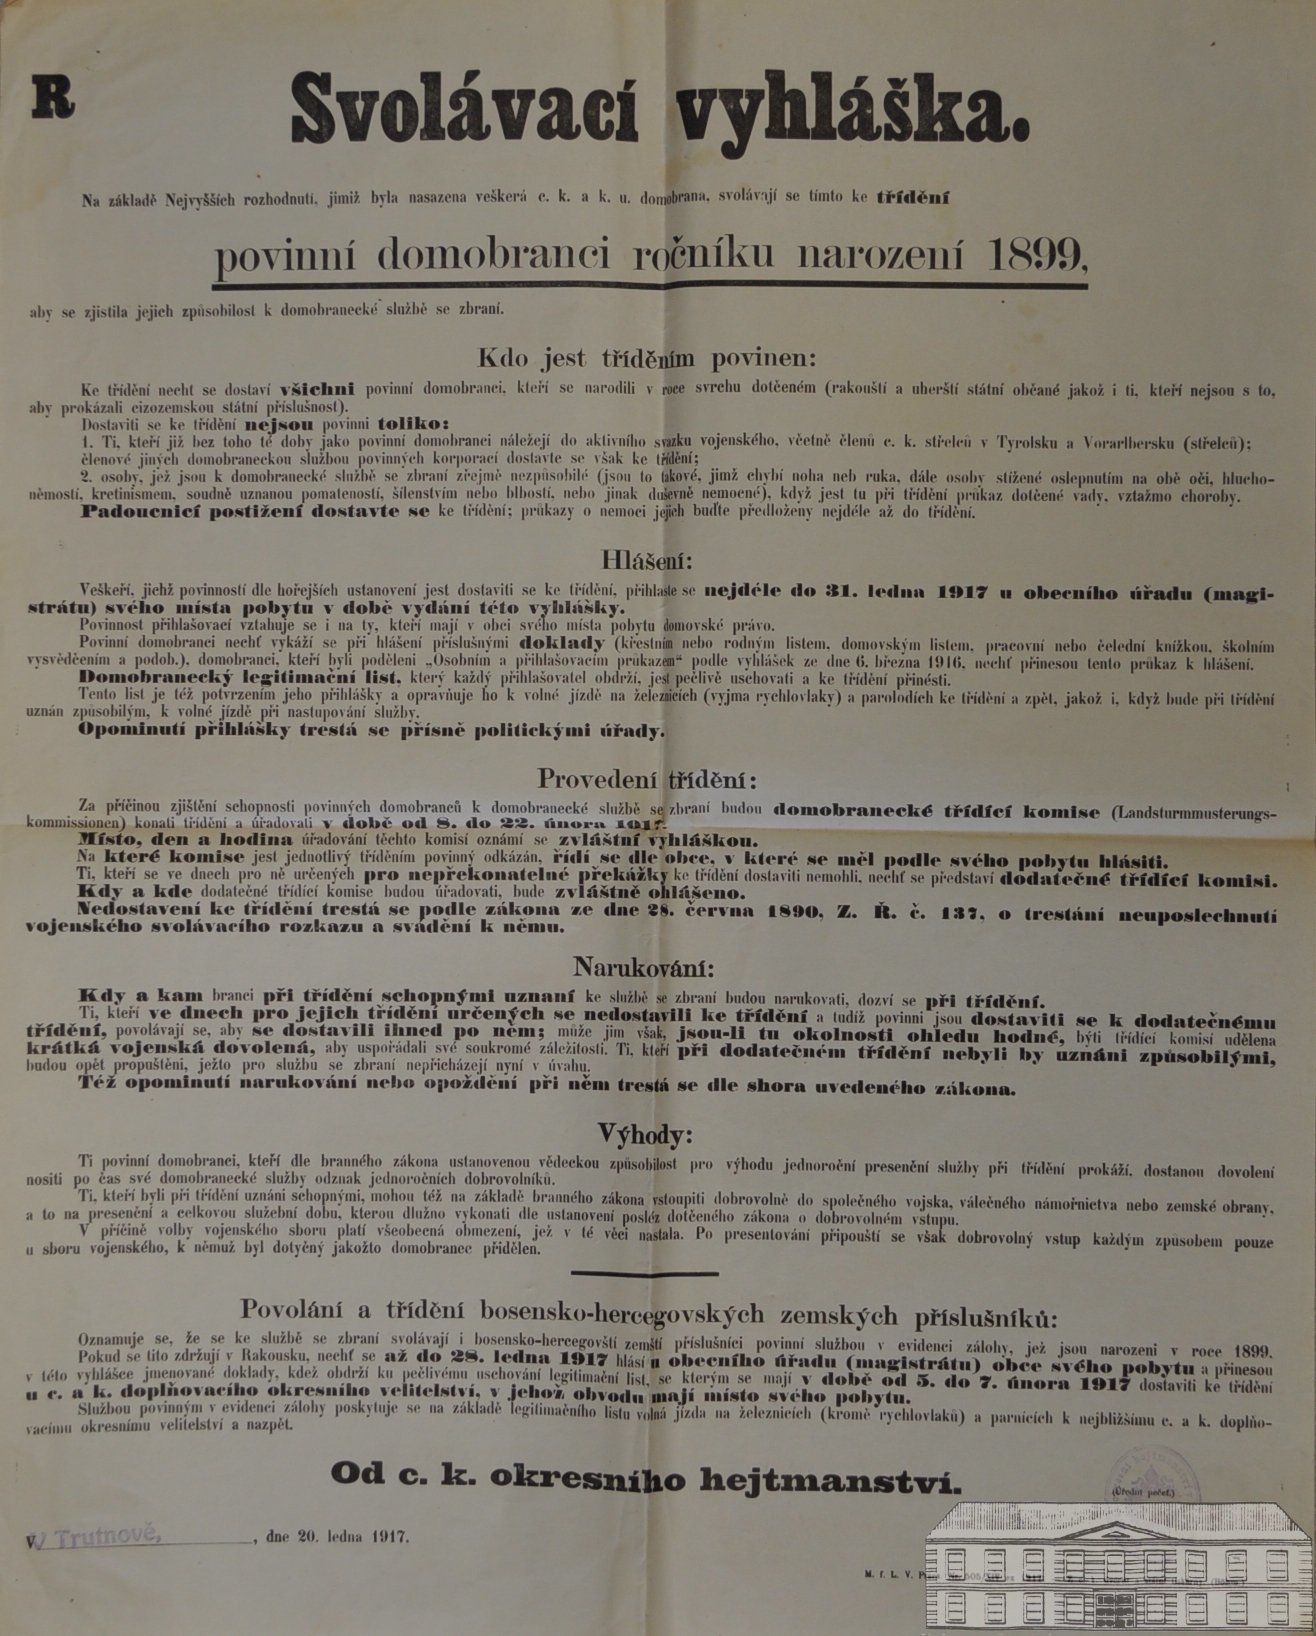 R
Svolávací vyhláška.
Na základě Nejvyšších rozhodnutí, jimiž byla nasazena veškerá c. k. a k. u. domobrana, svolávají se tímto ke třídění
povinní domobranci ročníku narození 1899,
aby se zjistila jejich způsobilost k domobranecké službě se zbraní.
Kdo jest tříděním povinen:
Ke třídění nechť se dostaví všichni povinní domobranci, kteří se narodili v roce svrchu dotčeném (rakouští a uherští státní občané jakož i ti, kteří nejsou s to,
aby prokázali cizozemskou státní příslušnost).
Dostaviti se ke třídění nejsou povinni toliko:
1. Ti, kteří již bez toho té doby jako povinní domobranci náležejí do aktivního svazku vojenského, včetně členů c. k. střelců v Tyrolsku a Vorarlbersku (střelců);
členové jiných domobraneckou službou povinných korporací dostavte se však ke třídění;
2. osoby, jež jsou k domobranecké službě se zbraní zřejmě nezpůsobilé (jsou to takové, jimž chybí noha neb ruka, dále osoby stížené oslepnutím na obě oči, hlucho-
němostí, kretinismem, soudně uznanou pomateností, šílenstvím nebo blbostí, nebo jinak duševně nemocné), když jest tu při třídění průkaz dotčené vady, vztažmo choroby.
Padoucnicí postižení dostavte se ke třídění; průkazy o nemoci jejich buďte předloženy nejdéle až do třídění.
Hlášení:
Veškeří, jichž povinností dle hořejších ustanovení jest dostaviti se ke třídění, přihlaste se nejdéle do 31. ledna 1917 u obecního úřadu (magi-
strátu) svého místa pobytu v době vydání této vyhlášky.
Povinnost přihlašovací vztahuje se i na ty, kteří mají v obci svého místa pobytu domovské právo.
Povinní domobranci nechť vykáží se při hlášení příslušnými doklady (křestním nebo rodným listem, domovským listem, pracovní nebo čelední knížkou, školním
vysvědčením a podob.), domobranci, kteří byli poděleni „Osobním a přihlašovacím průkazem“ podle vyhlášek ze dne 6. března 1916, nechť přinesou tento průkaz k hlášení.
Domobranecký legitimační list, který každý přihlašovatel obdrží, jest pečlivě uschovati a ke třídění přinésti.
Tento list je též potvrzením jeho přihlášky a opravňuje ho k volné jízdě na železnicích (vyjma rychlovlaky) a parolodích ke třídění a zpět, jakož i, když bude při třídění
uznán způsobilým, k volné jízdě při nastupování služby.
Opominutí přihlášky trestá se přísně politickými úřady.
Provedení třídění:
Za příčinou zjištění schopnosti povinných domobranců k domobranecké službě se zbraní budou domobranecké třídící komise (Landsturmmusterungs-
kommissionen) konati třídění a úřadovati v době od 8. do 22. února 1917.
Místo, den a hodina úřadování těchto komisí oznámí se zvláštní vyhláškou.
Na které komise jest jednotlivý tříděním povinný odkázán, řídí se dle obce, v které se měl podle svého pobytu hlásiti.
Ti, kteří se ve dnech pro ně určených pro nepřekonatelné překážky ke třídění dostaviti nemohli, nechť se představí dodatečné třídící komisi.
Kdy a kde dodatečné třídící komise budou úřadovati, bude zvláštně ohlášeno.
Nedostavení ke třídění trestá se podle zákona ze dne 28. června 1890, Z. Ř. č. 137, o trestání neuposlechnutí
vojenského svolávacího rozkazu a svádění k němu.
Narukování:
Kdy a kam branci při třídění schopnými uznaní ke službě se zbraní budou narukovati, dozví se při třídění.
Ti, kteří ve dnech pro jejich třídění určených se nedostavili ke třídění a tudíž povinni jsou dostaviti se k dodatečnému
třídění, povolávají se, aby se dostavili ihned po něm; může jim však, jsou-li tu okolnosti ohledu hodné, býti třídící komisí udělena
krátká vojenská dovolená, aby uspořádali své soukromé záležitosti. Ti, kteří při dodatečném třídění nebyli by uznáni způsobilými,
budou opět propuštěni, ježto pro službu se zbraní nepřicházejí nyní v úvahu.
Též opominutí narukování nebo opoždění při něm trestá se dle shora uvedeného zákona.
Výhody:
Ti povinní domobranci, kteří dle branného zákona ustanovenou vědeckou způsobilost pro výhodu jednoroční presenční služby při třídění prokáží, dostanou dovolení
nositi po čas své domobranecké služby odznak jednoročních dobrovolníků.
Ti, kteří byli při třídění uznáni schopnými, mohou též na základě branného zákona vstoupiti dobrovolně do společného vojska, válečného námořnictva nebo zemské obrany,
a to na presenční a celkovou služební dobu, kterou dlužno vykonati dle ustanovení posléz dotčeného zákona o dobrovolném vstupu.
V příčině volby vojenského sboru platí všeobecná obmezení, jež v té věci nastala. Po presentování připouští se však dobrovolný vstup každým způsobem pouze
u sboru vojenského, k němuž byl dotyčný jakožto domobranec přidělen.
Povolání a třídění bosensko-hercegovských zemských příslušníků:
Oznamuje se, že se ke službě se zbraní svolávají i bosensko-hercegovští zemští příslušníci povinní službou v evidenci zálohy, jež jsou narozeni v roce 1899.
Pokud se tito zdržují v Rakousku, nechť se až do 28. ledna 1917 hlásí u obecního úřadu (magistrátu) obce svého pobytu a přinesou
v této vyhlášce jmenované doklady, kdež obdrží ku pečlivému uschování legitimační list, se kterým se mají v době od 5. do 7. února 1917 dostaviti ke třídění
u c. a k. doplňovacího okresního velitelství, v jehož obvodu mají místo svého pobytu.
Službou povinným v evidenci zálohy poskytuje se na základě legitimačního listu volná jízda na železnicích (kromě rychlovlaků) a parnících k nejbližšímu c. a k. doplňo-
vacímu okresnímu velitelství a nazpět.
Od c. k. okresního hejtmanství.
(Úřední pečeť.)
V Trutnově, , dne 20. ledna 1917.
M. f. L. V.